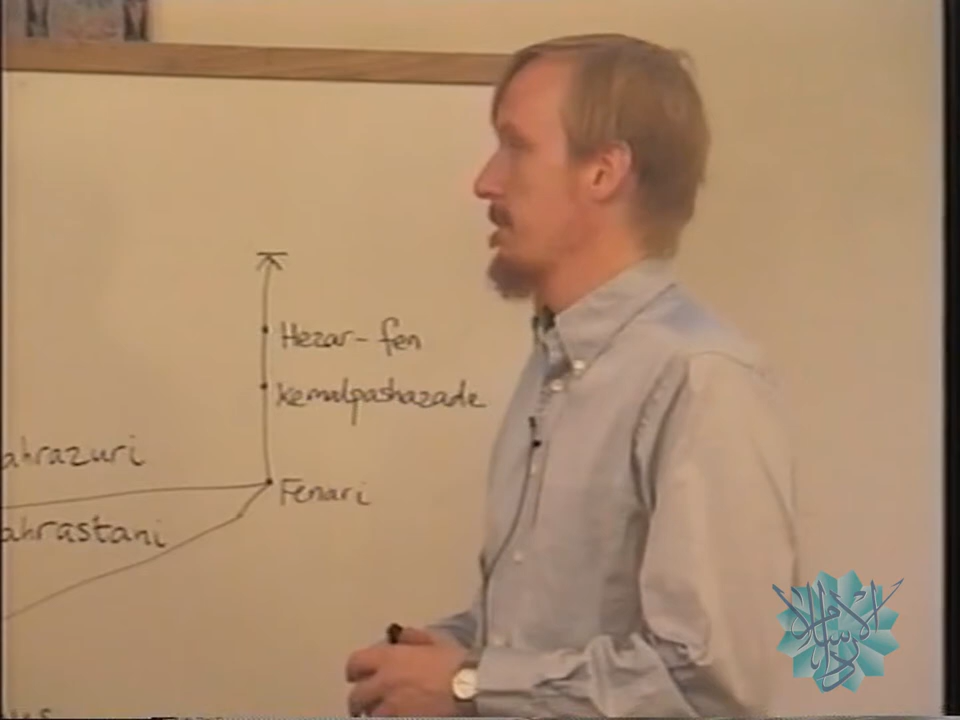 Hezar-fen
kemalpashazade
ahrazuri
Fenari
ahrastani